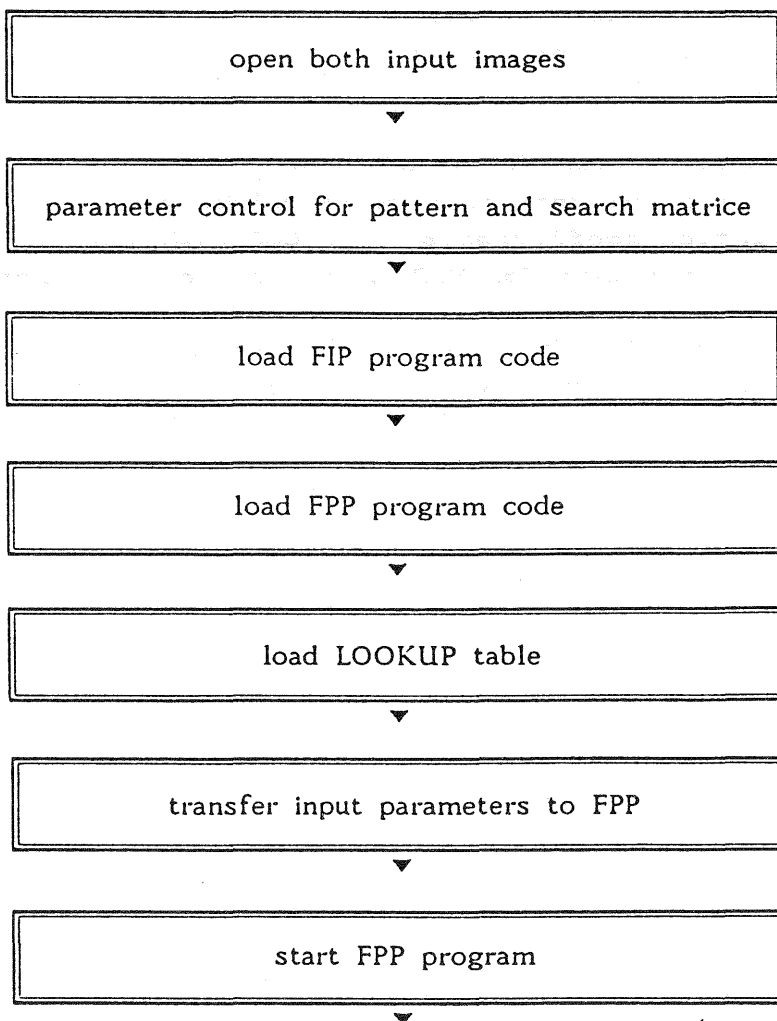 open both input images
parameter control for pattern and search matrice
load FIP program code
load FPP program code
load LOOKUP table
transfer input parameters to FPP
start FPP program